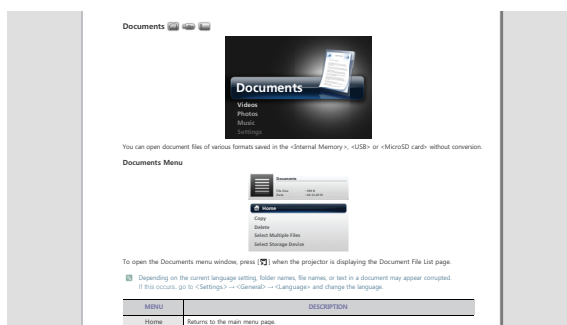 Documents
Documents
Videos
Photos
Music
Settings
You can open document files of various formats saved in the <Internal Memory>, <USB> or <MicroSD card> without conversion.
Documents Menu
Documents
Home
Copy
Delete
Select Multiple Files
Select Storage Device
To open the Documents menu window, press [ ] when the projector is displaying the Document File List page.
Depending on the current language setting, folder names, file names, or text in a document may appear corrupted.
If this occurs, go to <Settings> → <General> → <Language> and change the language.
MENU DESCRIPTION
Home Returns to the main menu page.